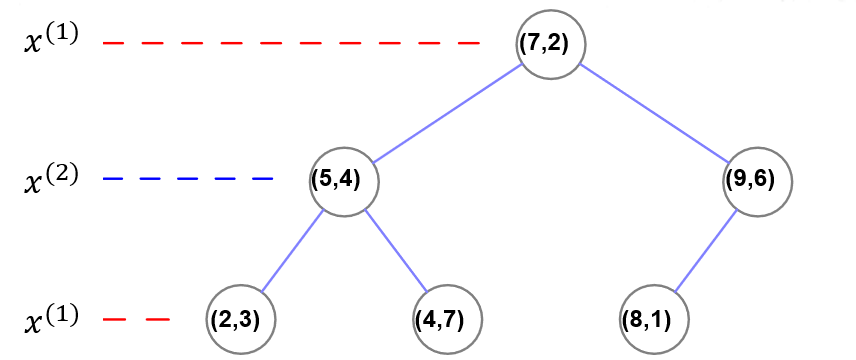 x⁽¹⁾ (7,2)
x⁽²⁾ (5,4) (9,6)
x⁽¹⁾ (2,3) (4,7) (8,1)